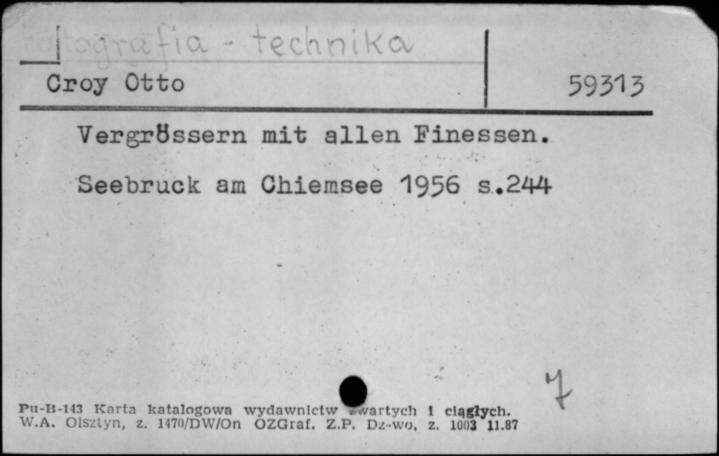 fotografia - technika
Croy Otto 59313
Vergrössern mit allen Finessen.
Seebruck am Chiemsee 1956 s.244
7
Pu-B-143 Karta katalogowa wydawnictw zwartych i ciągłych.
W.A. Olsztyn, z. 1470/DW/On OZGraf. Z.P. Dz-wo, z. 1003 11.87